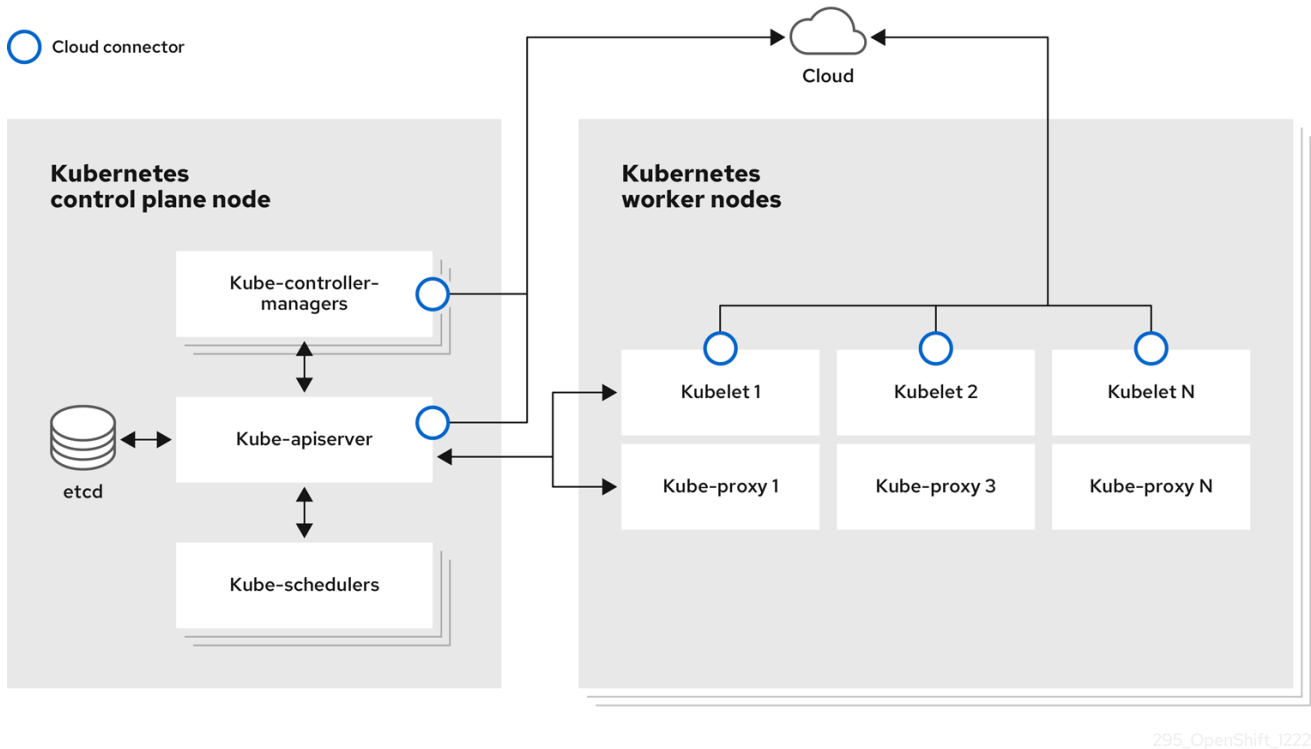 Cloud connector
Cloud
Kubernetes
control plane node
Kube-controller-
managers
Kube-apiserver
etcd
Kube-schedulers
Kubernetes
worker nodes
Kubelet 1
Kubelet 2
Kubelet N
Kube-proxy 1
Kube-proxy 3
Kube-proxy N
295_OpenShift_1222